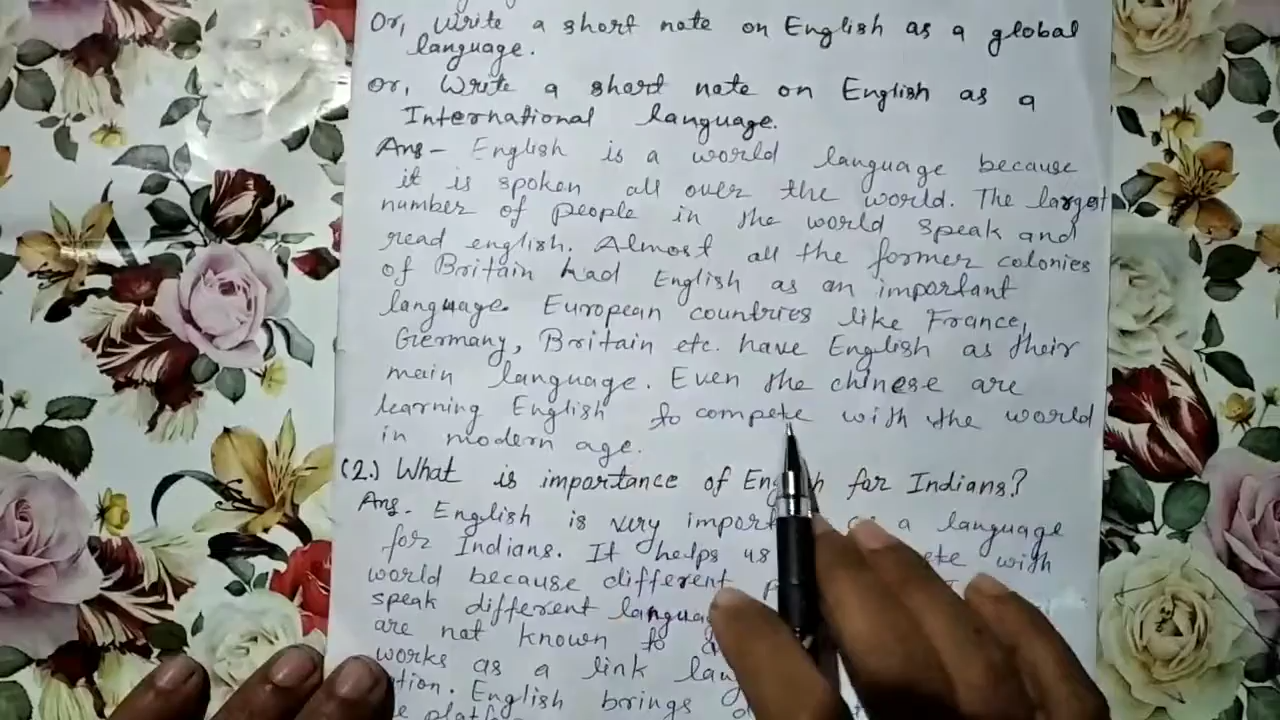 Or, Write a short note on English as a global
language.
Or, Write a short note on English as a
International language.
Ans- English is a world language because
it is spoken all over the world. The largest
number of people in the world speak and
read english. Almost all the former colonies
of Britain had English as an important
language. European countries like France,
Germany, Britain etc. have English as their
main language. Even the chinese are
learning English to compete with the world
in modern age.
(2.) What is importance of English for Indians?
Ans- English is very a language
for Indians. It helps us with
world because different
speak different
are not known to
works as a link
English brings